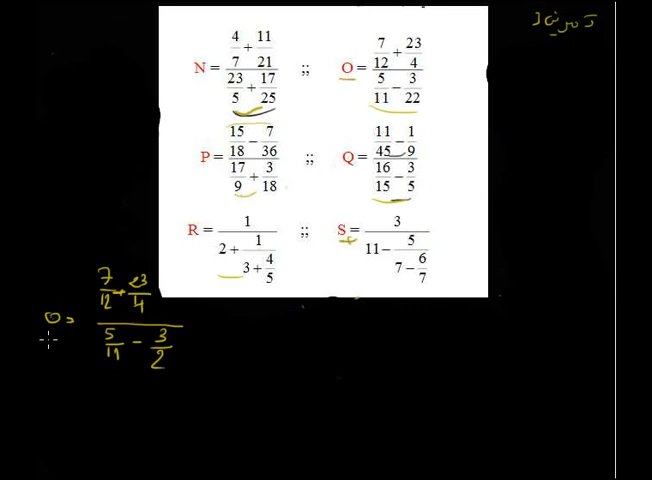 تمرين 3
N = (4/7 + 11/21) / (23/5 + 17/25) ;; O = (7/12 + 23/4) / (5/11 − 3/22)
P = (15/18 − 7/36) / (17/9 + 3/18) ;; Q = (11/45 − 1/9) / (16/15 − 3/5)
R = 1 / (2 + 1 / (3 + 4/5)) ;; S = 3 / (11 − 5 / (7 − 6/7))
O = (7/12 + 23/4) / (5/11 − 3/2)